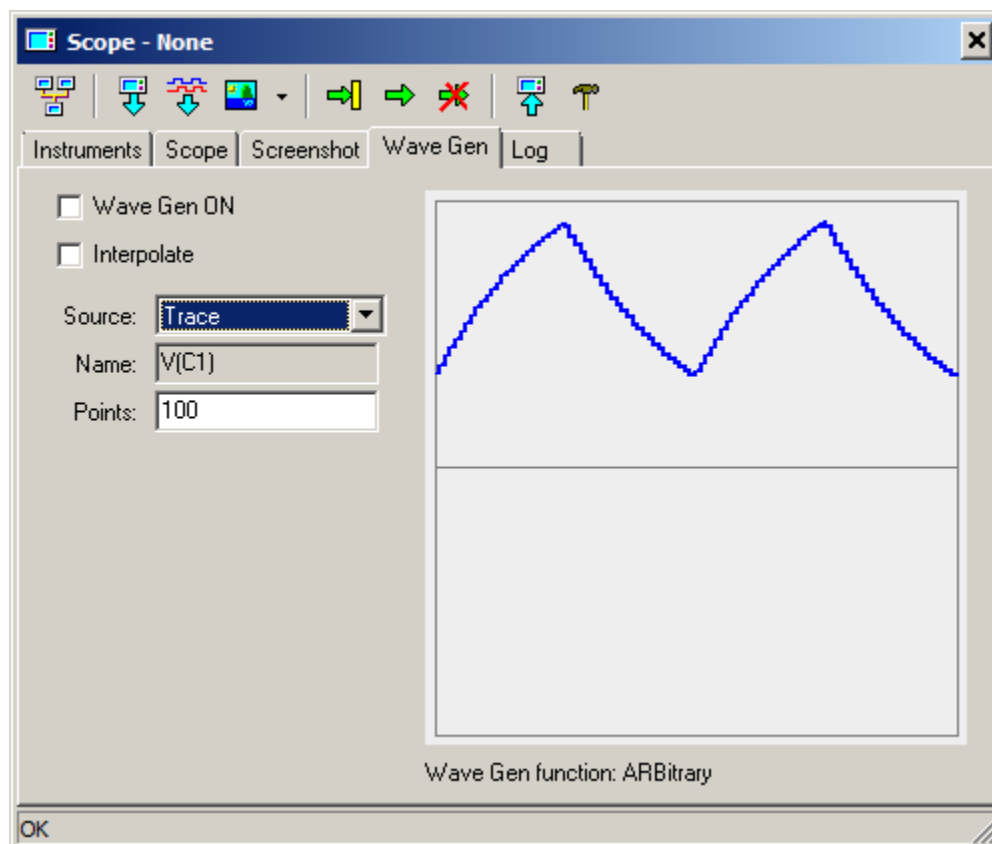 Scope - None
Instruments Scope Screenshot Wave Gen Log
Wave Gen ON
Interpolate
Source: Trace
Name: V(C1)
Points: 100
Wave Gen function: ARBitrary
OK